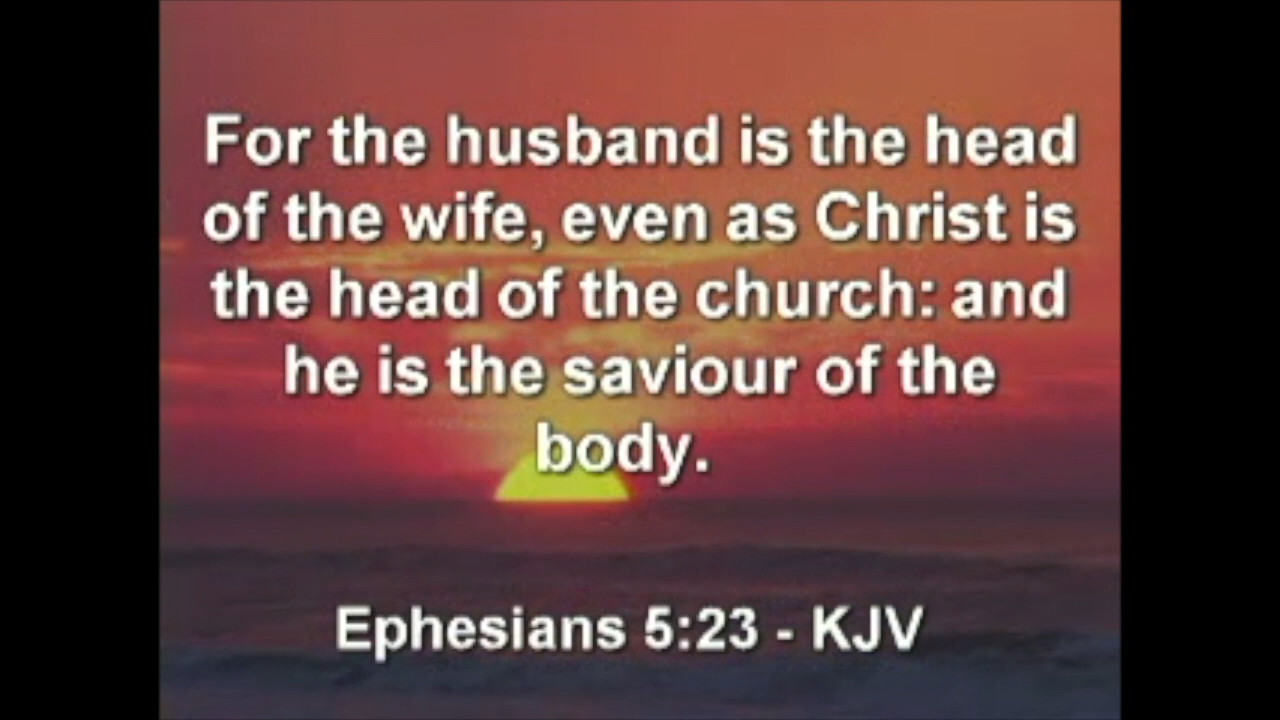 For the husband is the head
of the wife, even as Christ is
the head of the church: and
he is the saviour of the
body.
Ephesians 5:23 - KJV